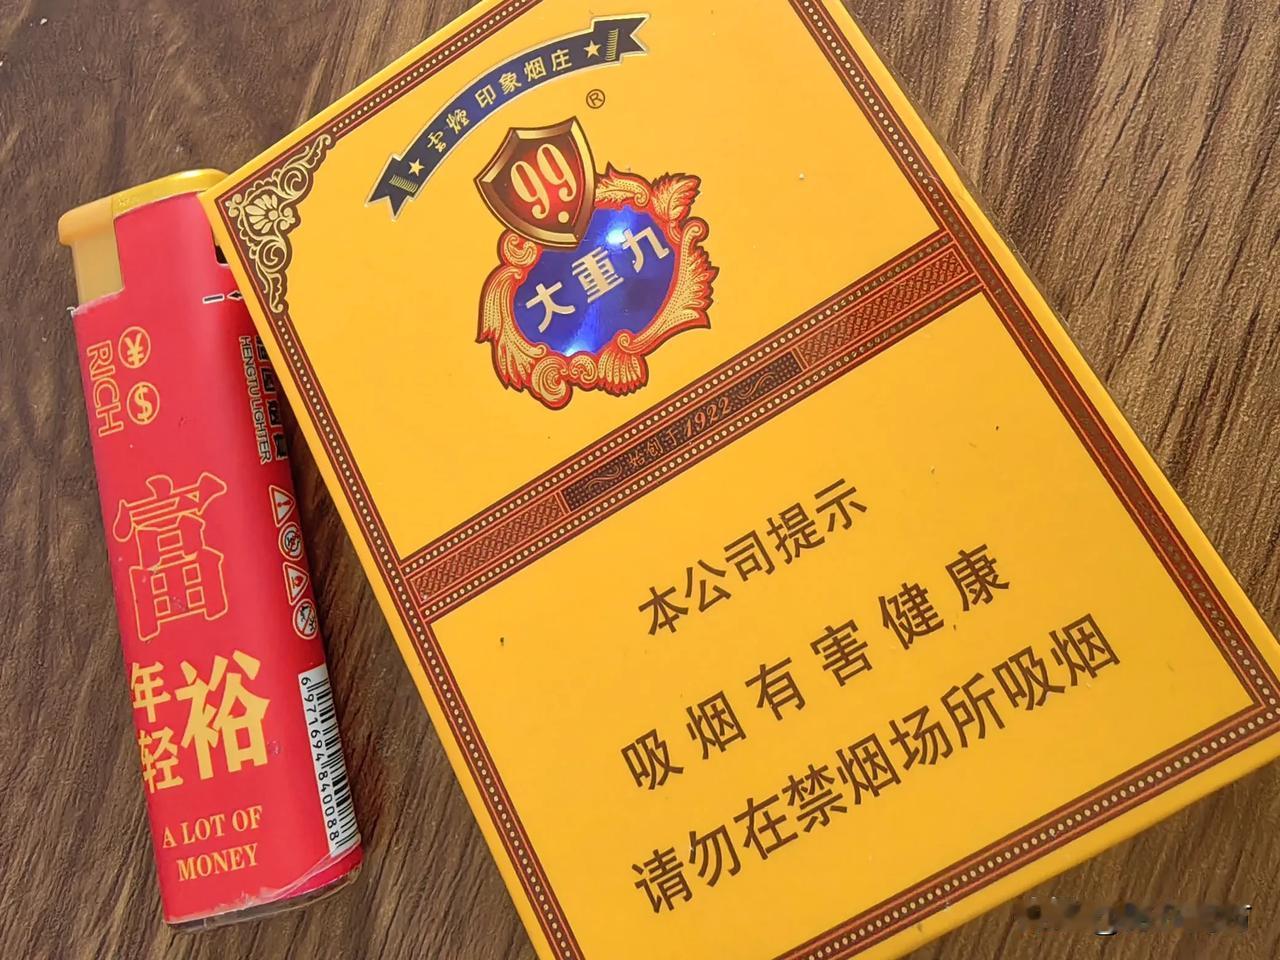 雲煙 印象烟庄
®
99
大重九
始创于1922
本公司提示
吸烟有害健康
请勿在禁烟场所吸烟
RICH
¥
$
HENGTU LIGHTER
富
裕
年轻
A LOT OF
MONEY
6971694840088